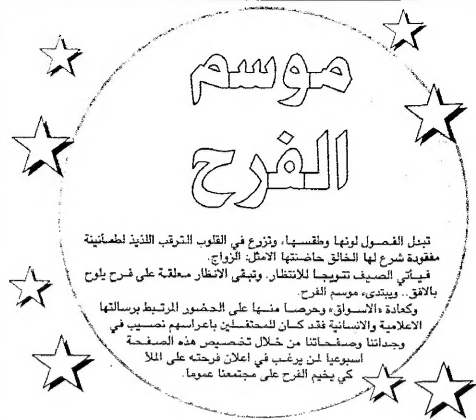 موسم
الفرح
تبدل الفصول لونها وطقسها، وتزرع في القلوب الترقب اللذيذ لطمأنينة
مفقودة شرع لها الخالق حاضنتها الامثل: الزواج.
فيأتي الصيف تتويجا للانتظار. وتبقى الانظار معلقة على فرح يلوح
بالافق.. ويبتدىء موسم الفرح.
وكعادة «الاسواق» وحرصا منها على الحضور المرتبط برسالتها
الاعلامية والانسانية فقد كان للمحتفلين باعراسهم نصيب في
وجداننا وصفحاتنا من خلال تخصيص هذه الصفحة
اسبوعيا لمن يرغب في اعلان فرحته على الملأ
كي يخيم الفرح على مجتمعنا عموما.